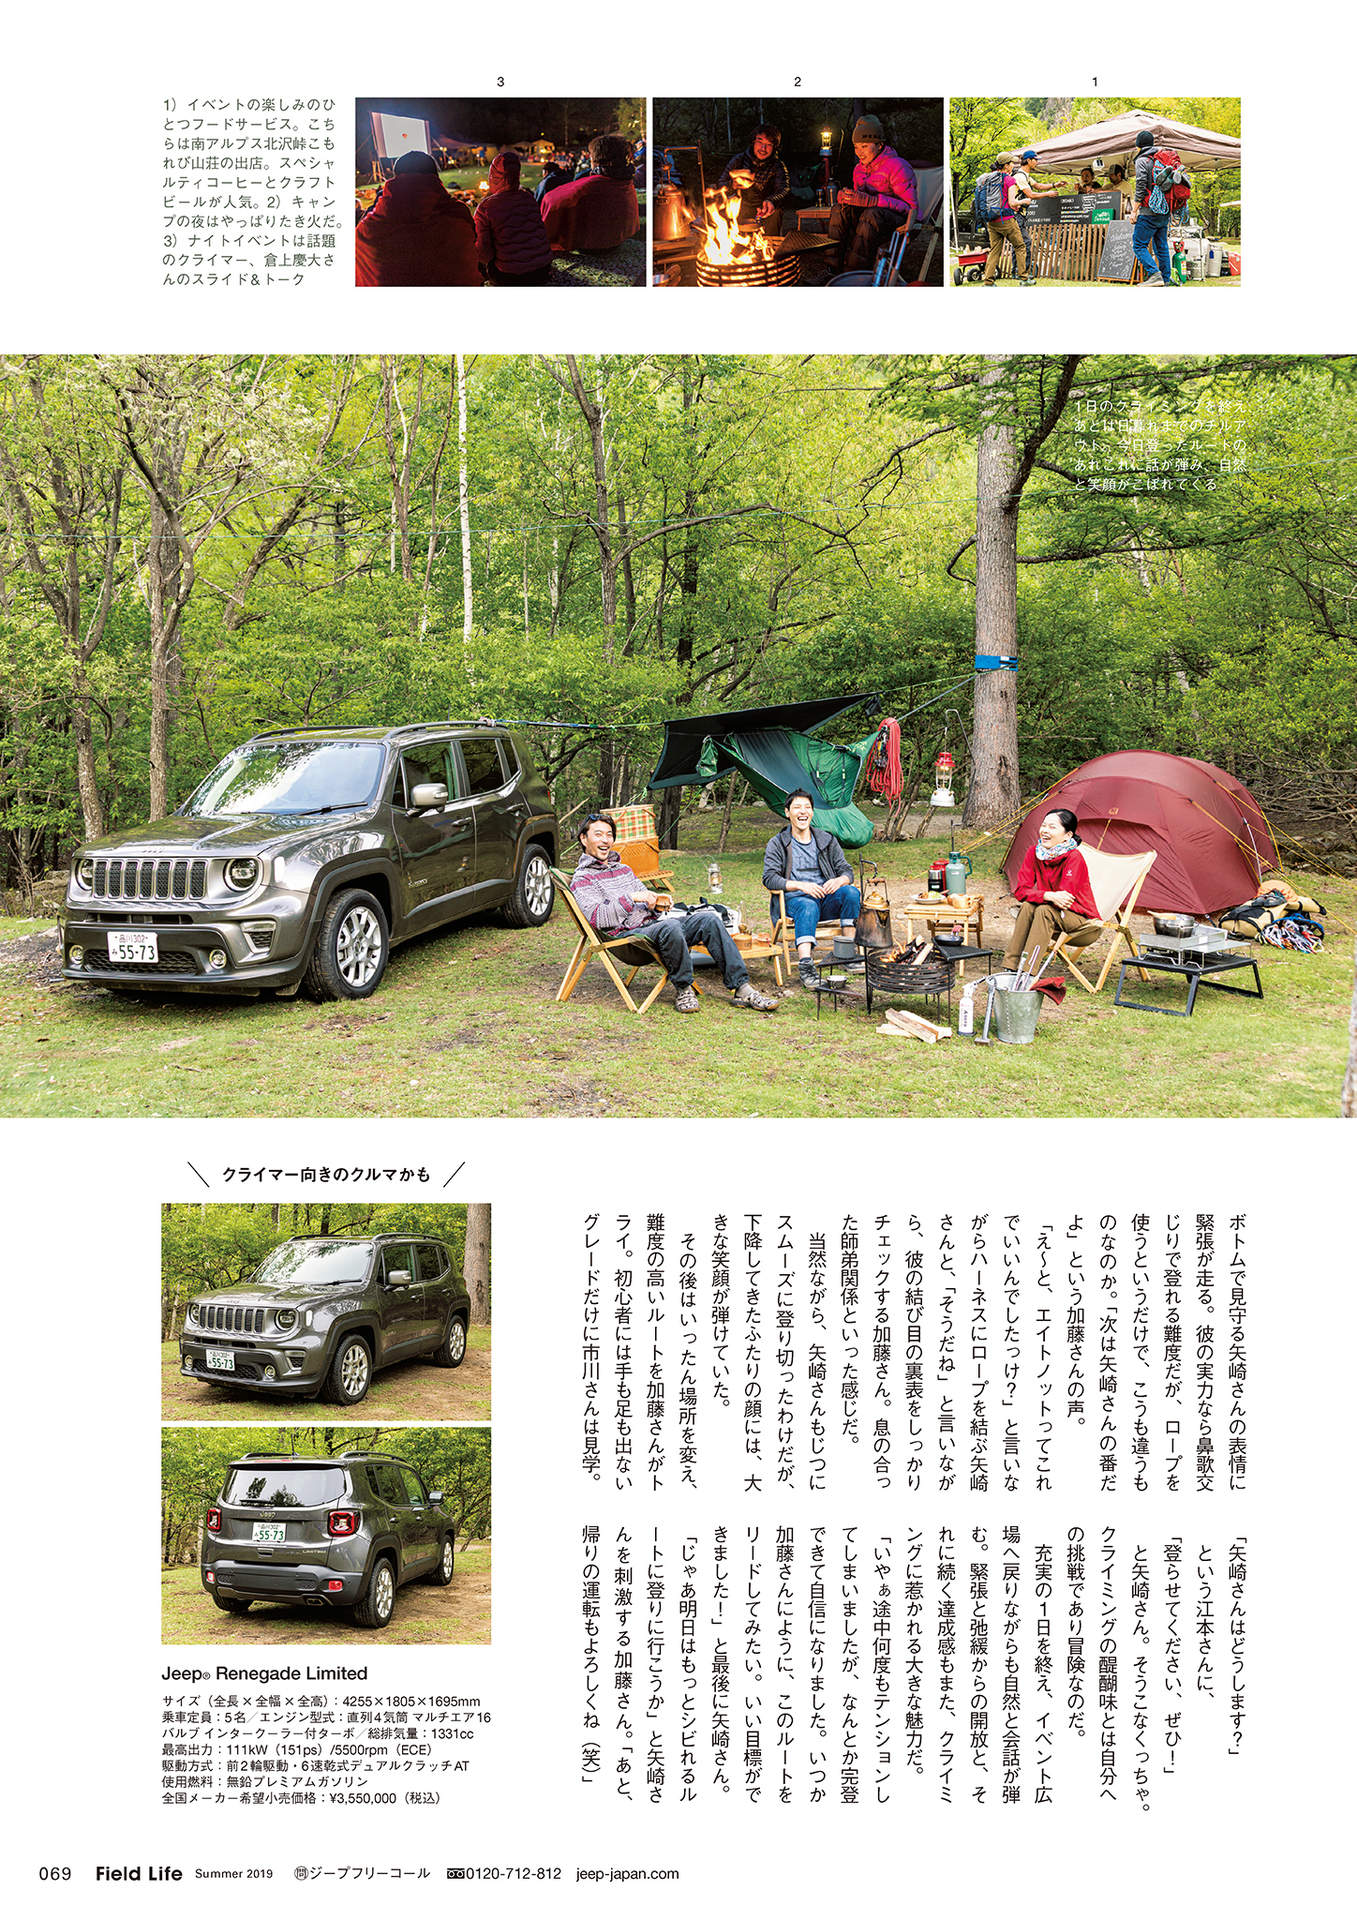 3
2
1
1）イベントの楽しみのひ
とつフードサービス。こち
らは南アルプス北沢峠こも
れび山荘の出店。スペシャ
ルティコーヒーとクラフト
ビールが人気。2）キャン
プの夜はやっぱりたき火だ。
3）ナイトイベントは話題
のクライマー、倉上慶大さ
んのスライド＆トーク
1日のクライミングを終え
あとは日暮れまでのチルア
ウト。今日登ったルートの
あれこれに話が弾み、自然
と笑顔がこぼれてくる
品川 302
み 55-73
クライマー向きのクルマかも
品川 302
み 55-73
Jeep
品川 302
み 55-73
LIMITED
Jeep® Renegade Limited
サイズ（全長×全幅×全高）：4255×1805×1695mm
乗車定員：5名／エンジン型式：直列4気筒 マルチエア16
バルブ インタークーラー付ターボ／総排気量：1331cc
最高出力：111kW（151ps）/5500rpm（ECE）
駆動方式：前2輪駆動・6速乾式デュアルクラッチAT
使用燃料：無鉛プレミアムガソリン
全国メーカー希望小売価格：¥3,550,000（税込）
ボトムで見守る矢崎さんの表情に
緊張が走る。彼の実力なら鼻歌交
じりで登れる難度だが、ロープを
使うというだけで、こうも違うも
のなのか。「次は矢崎さんの番だ
よ」という加藤さんの声。
「え〜と、エイトノットってこれ
でいいんでしたっけ？」と言いな
がらハーネスにロープを結ぶ矢崎
さんと、「そうだね」と言いなが
ら、彼の結び目の裏表をしっかり
チェックする加藤さん。息の合っ
た師弟関係といった感じだ。
当然ながら、矢崎さんもじつに
スムーズに登り切ったわけだが、
下降してきたふたりの顔には、大
きな笑顔が弾けていた。
その後はいったん場所を変え、
難度の高いルートを加藤さんがト
ライ。初心者には手も足も出ない
グレードだけに市川さんは見学。
「矢崎さんはどうします？」
という江本さんに、
「登らせてください、ぜひ！」
と矢崎さん。そうこなくっちゃ。
クライミングの醍醐味とは自分へ
の挑戦であり冒険なのだ。
充実の1日を終え、イベント広
場へ戻りながらも自然と会話が弾
む。緊張と弛緩からの開放と、そ
れに続く達成感もまた、クライミ
ングに惹かれる大きな魅力だ。
「いやぁ途中何度もテンションし
てしまいましたが、なんとか完登
できて自信になりました。いつか
加藤さんにように、このルートを
リードしてみたい。いい目標がで
きました！」と最後に矢崎さん。
「じゃあ明日はもっとシビれるル
ートに登りに行こうか」と矢崎さ
んを刺激する加藤さん。「あと、
帰りの運転もよろしくね（笑）」
069 Field Life Summer 2019 ㉄ジープフリーコール 0120-712-812 jeep-japan.com